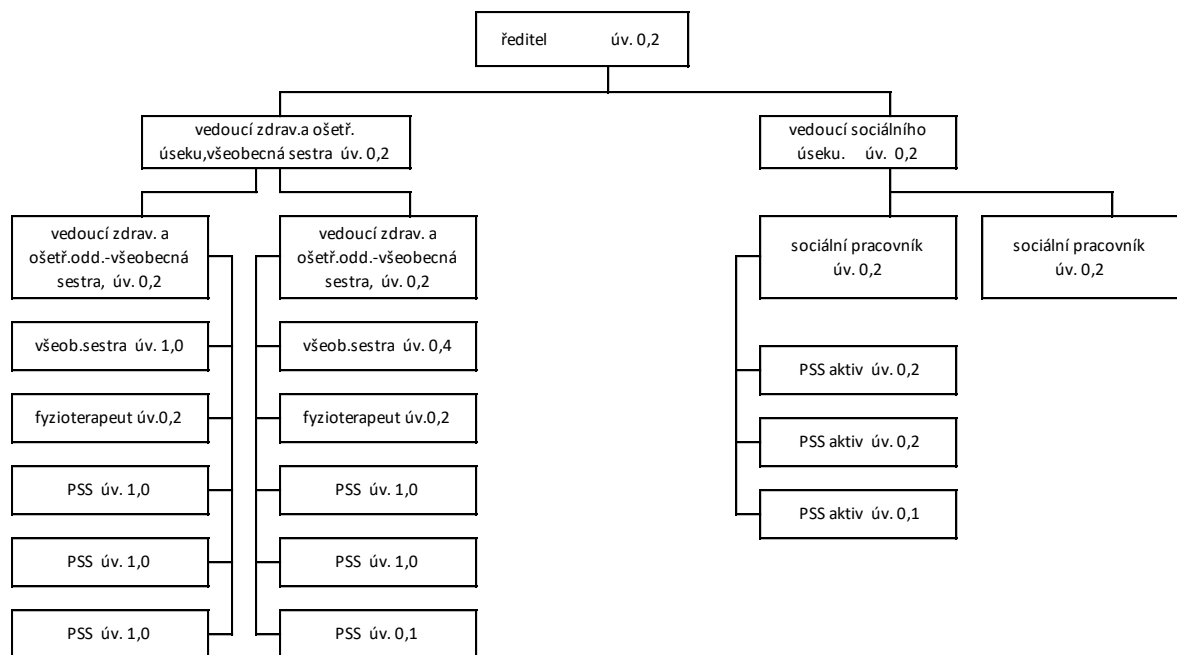 ředitel úv. 0,2
vedoucí zdrav.a ošetř.
úseku,všeobecná sestra úv. 0,2
vedoucí sociálního
úseku. úv. 0,2
vedoucí zdrav. a
ošetř.odd.-všeobecná
sestra, úv. 0,2
vedoucí zdrav. a
ošetř.odd.-všeobecná
sestra, úv. 0,2
sociální pracovník
úv. 0,2
sociální pracovník
úv. 0,2
všeob.sestra úv. 1,0
všeob.sestra úv. 0,4
PSS aktiv úv. 0,2
fyzioterapeut úv.0,2
fyzioterapeut úv.0,2
PSS aktiv úv. 0,2
PSS úv. 1,0
PSS úv. 1,0
PSS aktiv úv. 0,1
PSS úv. 1,0
PSS úv. 1,0
PSS úv. 1,0
PSS úv. 0,1